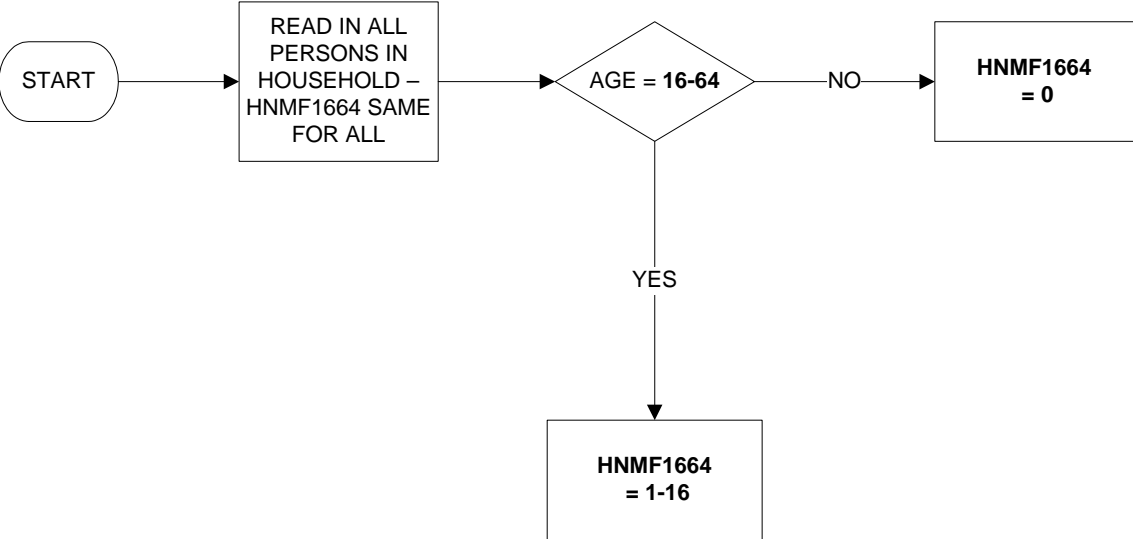 START
READ IN ALL
PERSONS IN
HOUSEHOLD –
HNMF1664 SAME
FOR ALL
AGE = 16-64
NO
HNMF1664
= 0
YES
HNMF1664
= 1-16